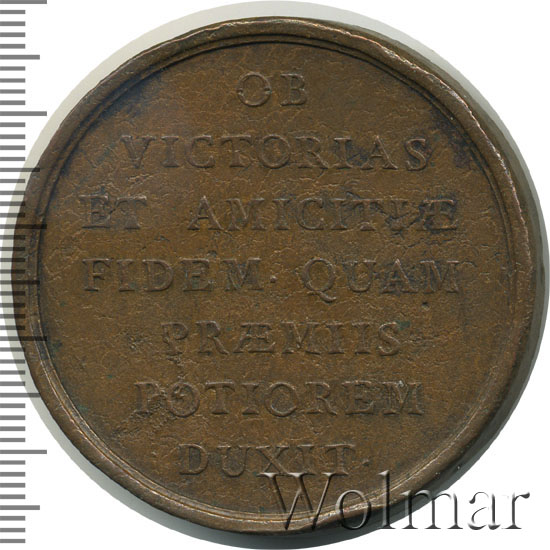 OB
VICTORIAS
ET AMICITIÆ
FIDEM· QUAM
PRÆMIIS
POTIOREM
DUXIT·
Wolmar